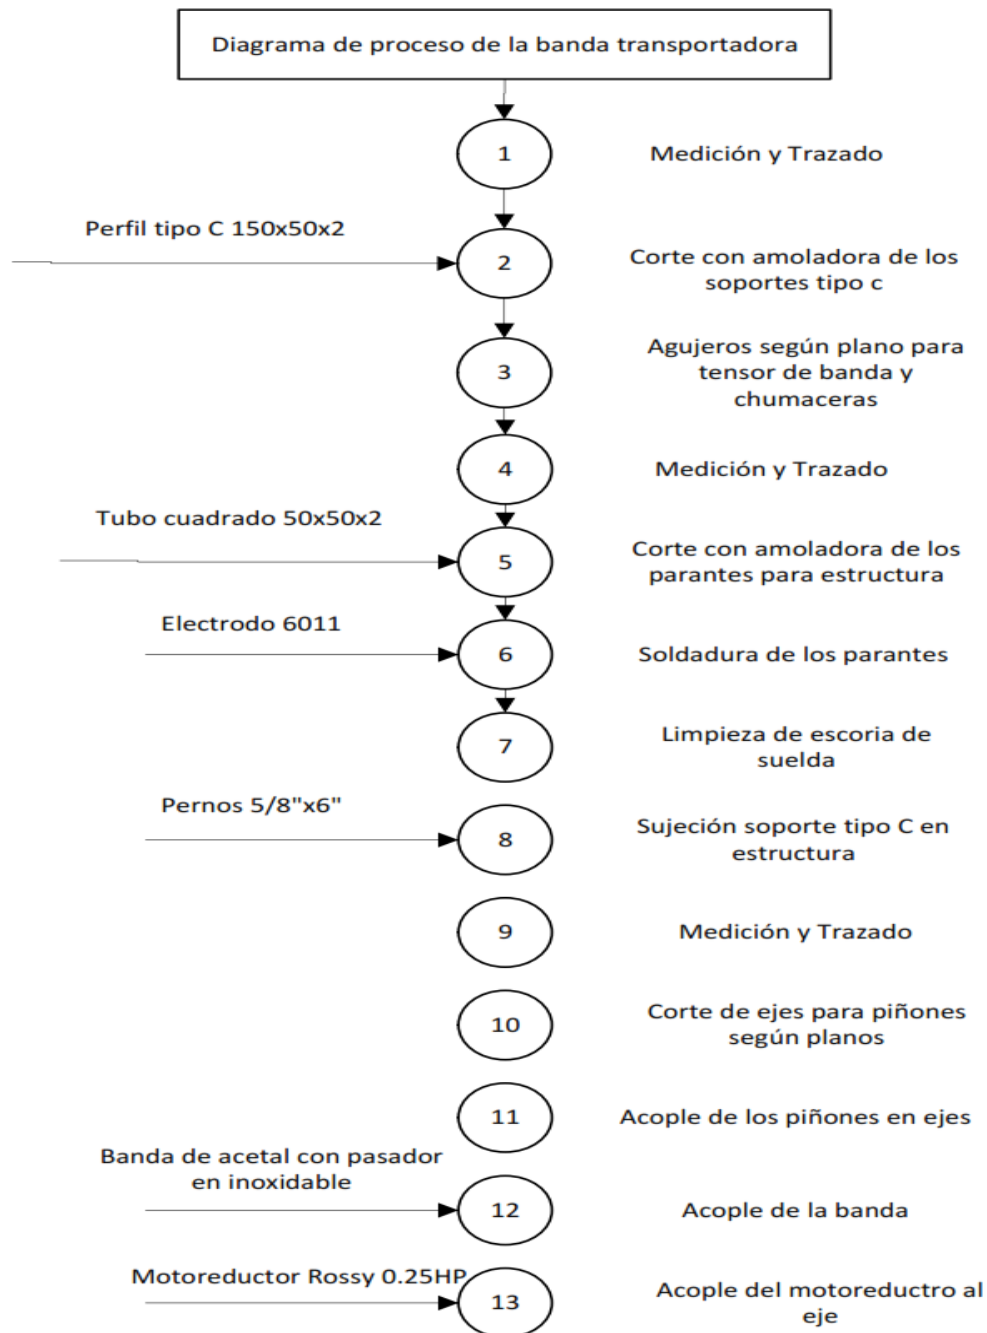 Diagrama de proceso de la banda transportadora
1
Medición y Trazado
Perfil tipo C 150x50x2
2
Corte con amoladora de los
soportes tipo c
3
Agujeros según plano para
tensor de banda y
chumaceras
4
Medición y Trazado
Tubo cuadrado 50x50x2
5
Corte con amoladora de los
parantes para estructura
Electrodo 6011
6
Soldadura de los parantes
7
Limpieza de escoria de
suelda
Pernos 5/8"x6"
8
Sujeción soporte tipo C en
estructura
9
Medición y Trazado
10
Corte de ejes para piñones
según planos
11
Acople de los piñones en ejes
Banda de acetal con pasador
en inoxidable
12
Acople de la banda
Motoreductor Rossy 0.25HP
13
Acople del motoreductro al
eje